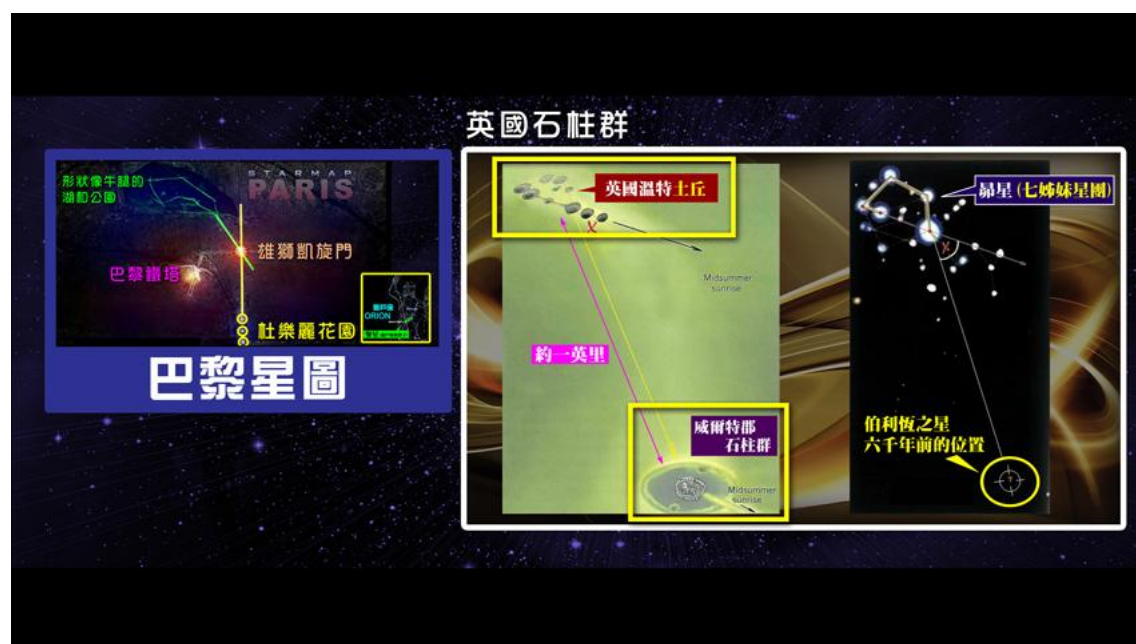 英國石柱群
形狀像牛腿的
湖和公園
STARMAP
PARIS
雄獅凱旋門
巴黎鐵塔
ORION
杜樂麗花園
巴黎星圖
英國溫特土丘
Midsummer
sunrise
約一英里
威爾特郡
石柱群
Midsummer
sunrise
昴星(七姊妹星團)
X
伯利恆之星
六千年前的位置